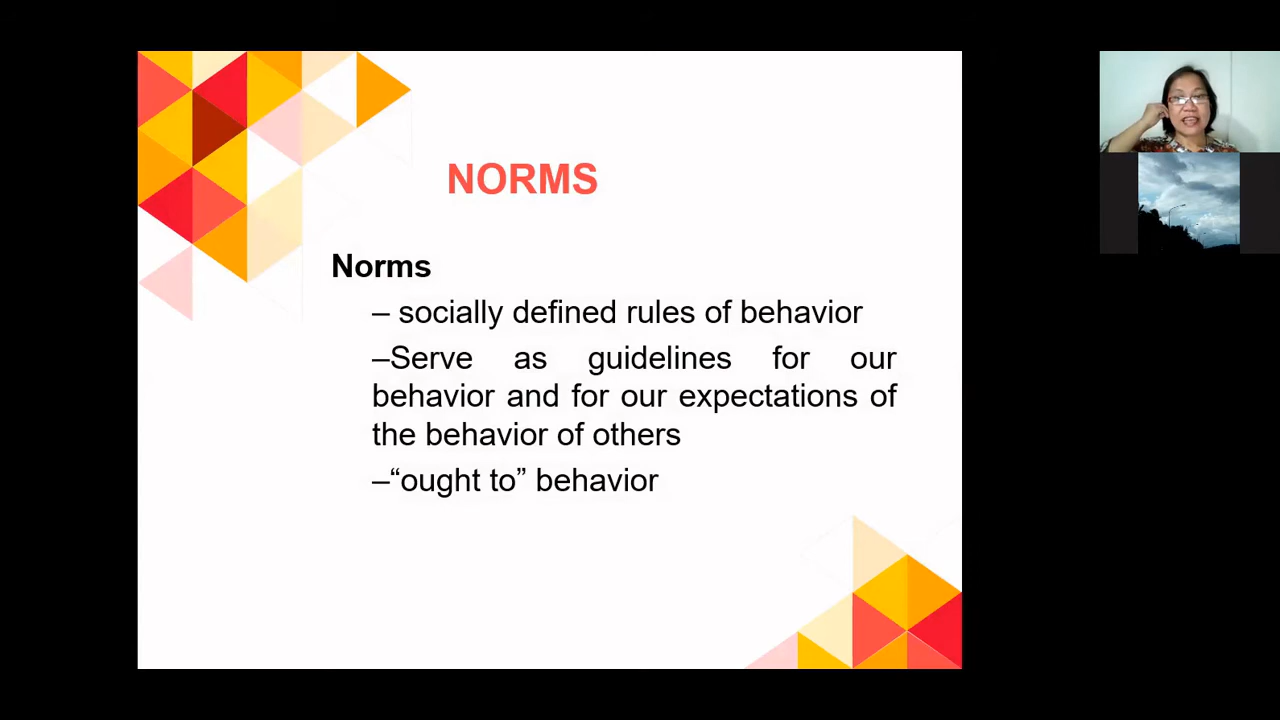 NORMS
Norms
– socially defined rules of behavior
–Serve as guidelines for our
behavior and for our expectations of
the behavior of others
–“ought to” behavior